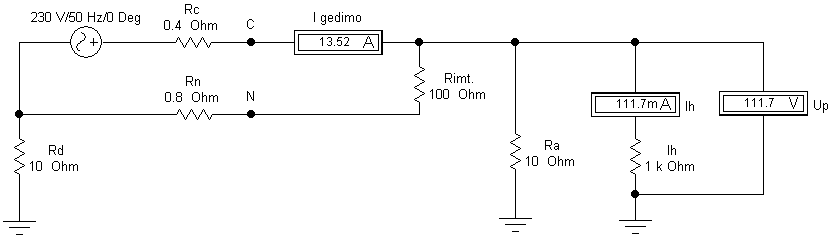 230 V/50 Hz/0 Deg
Rc
0.4 Ohm
C
I gedimo
13.52 A
Rn
0.8 Ohm
N
Rimt.
100 Ohm
111.7m A
Ih
111.7 V
Up
Rd
10 Ohm
Ra
10 Ohm
Ih
1 k Ohm